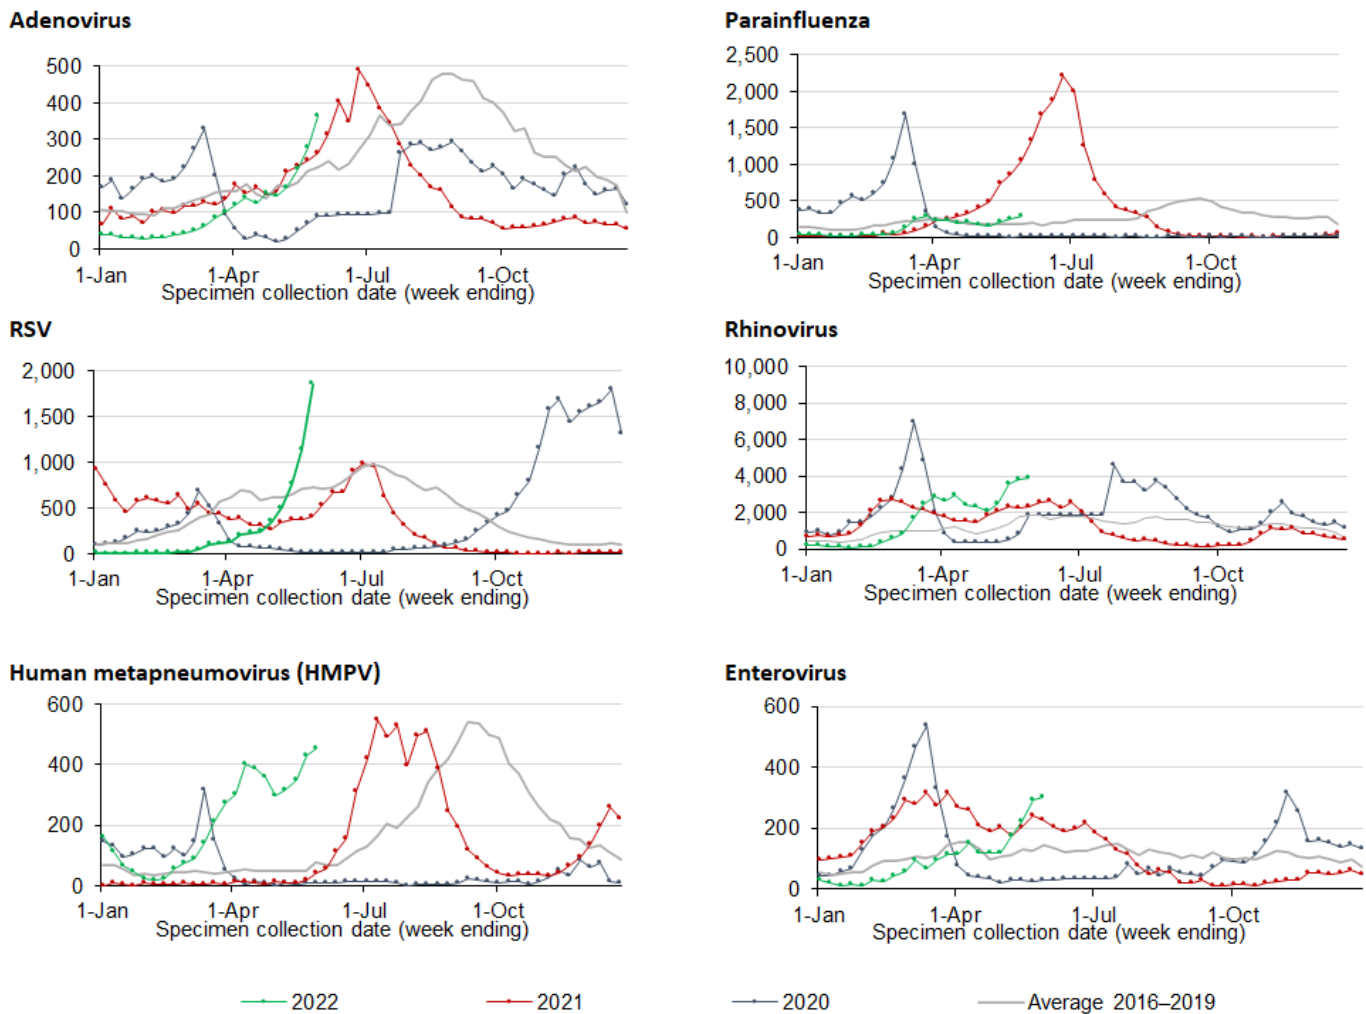 Adenovirus
500
400
300
200
100
0
1-Jan 1-Apr 1-Jul 1-Oct
Specimen collection date (week ending)
Parainfluenza
2,500
2,000
1,500
1,000
500
0
1-Jan 1-Apr 1-Jul 1-Oct
Specimen collection date (week ending)
RSV
2,000
1,500
1,000
500
0
1-Jan 1-Apr 1-Jul 1-Oct
Specimen collection date (week ending)
Rhinovirus
10,000
8,000
6,000
4,000
2,000
0
1-Jan 1-Apr 1-Jul 1-Oct
Specimen collection date (week ending)
Human metapneumovirus (HMPV)
600
400
200
0
1-Jan 1-Apr 1-Jul 1-Oct
Specimen collection date (week ending)
Enterovirus
600
400
200
0
1-Jan 1-Apr 1-Jul 1-Oct
Specimen collection date (week ending)
2022 2021 2020 Average 2016–2019